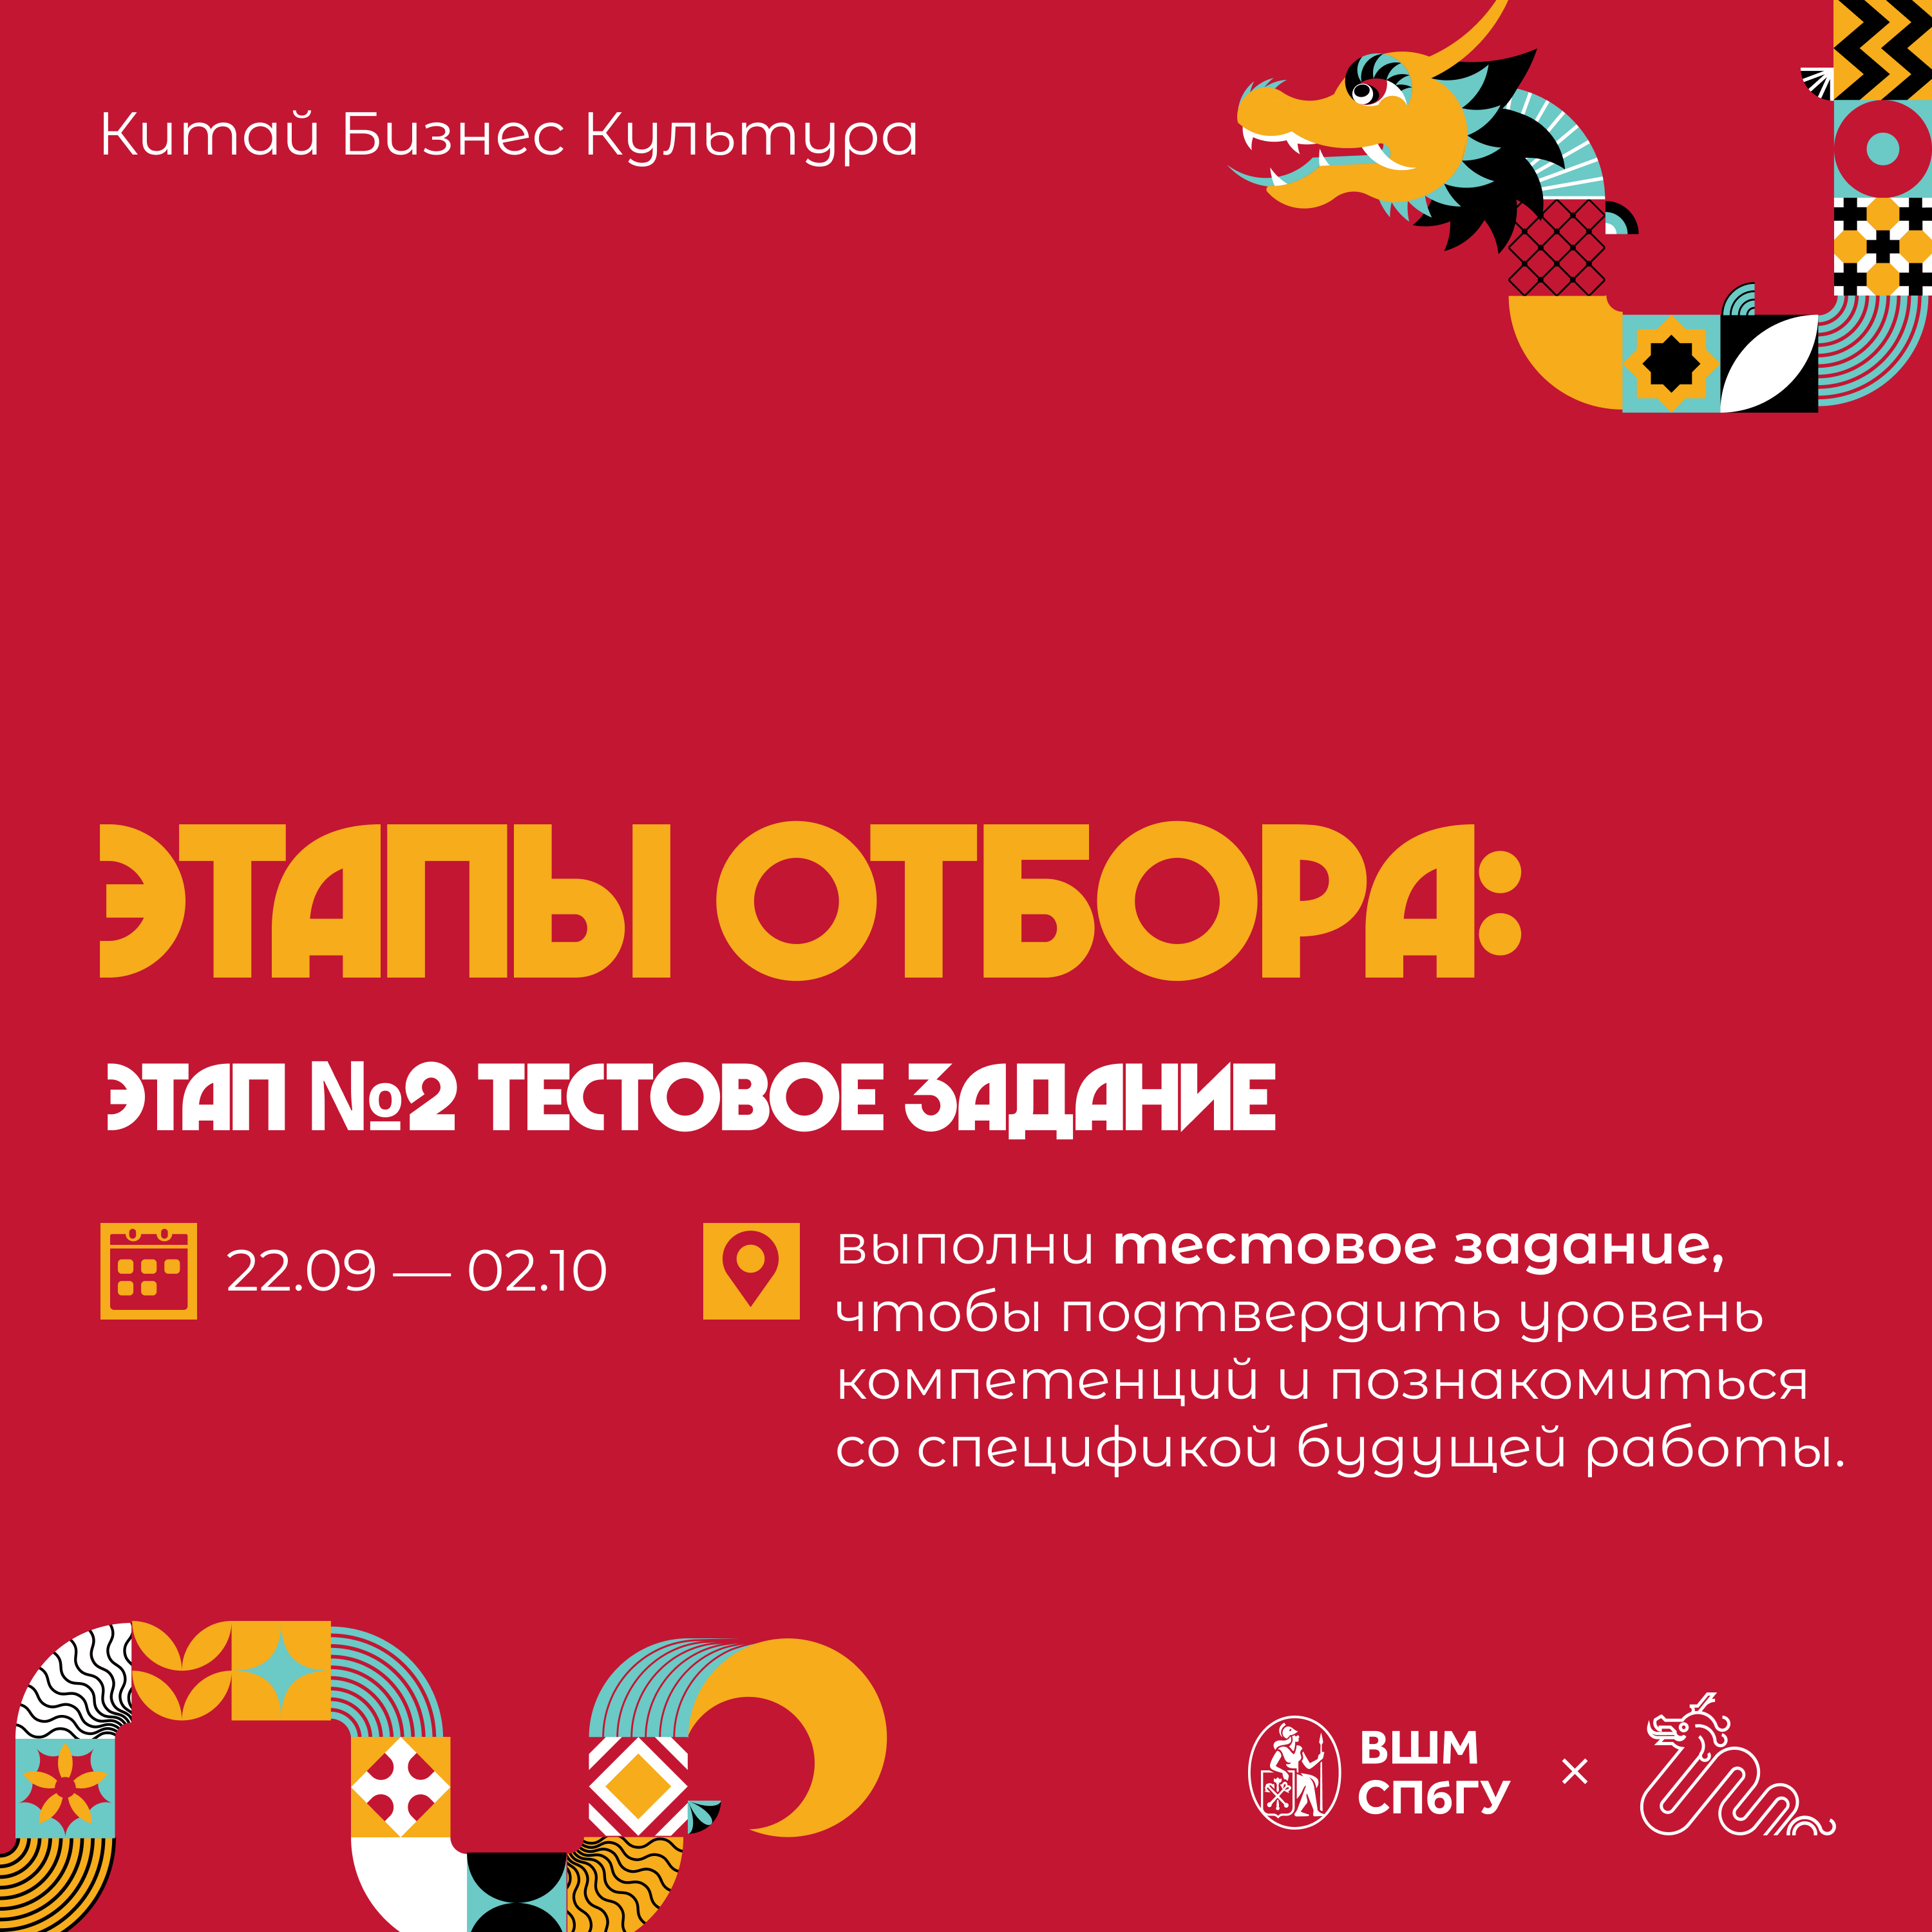 Китай Бизнес Культура
ЭТАПЫ ОТБОРА:
ЭТАП №2 ТЕСТОВОЕ ЗАДАНИЕ
22.09 — 02.10
выполни тестовое задание,
чтобы подтвердить уровень
компетенций и познакомиться
со спецификой будущей работы.
ВШМ
СПбГУ
×